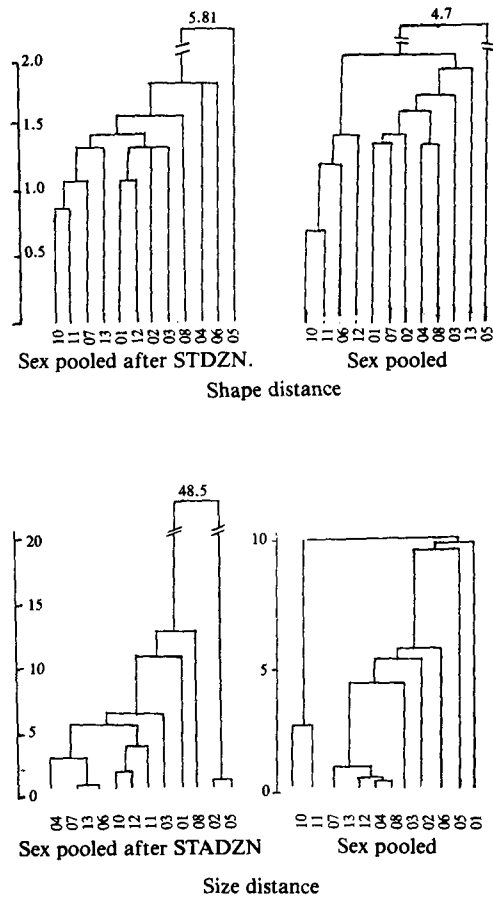 5.81
4.7
2.0
1.5
1.0
0.5
10 11 07 13 01 12 02 03 08 04 06 05
10 11 06 12 01 07 02 04 08 03 13 05
Sex pooled after STDZN.
Sex pooled
Shape distance
48.5
20
15
10
5
0
10
5
0
04 07 13 06 10 12 11 03 01 08 02 05
10 11 07 13 12 04 08 03 02 06 05 01
Sex pooled after STADZN
Sex pooled
Size distance